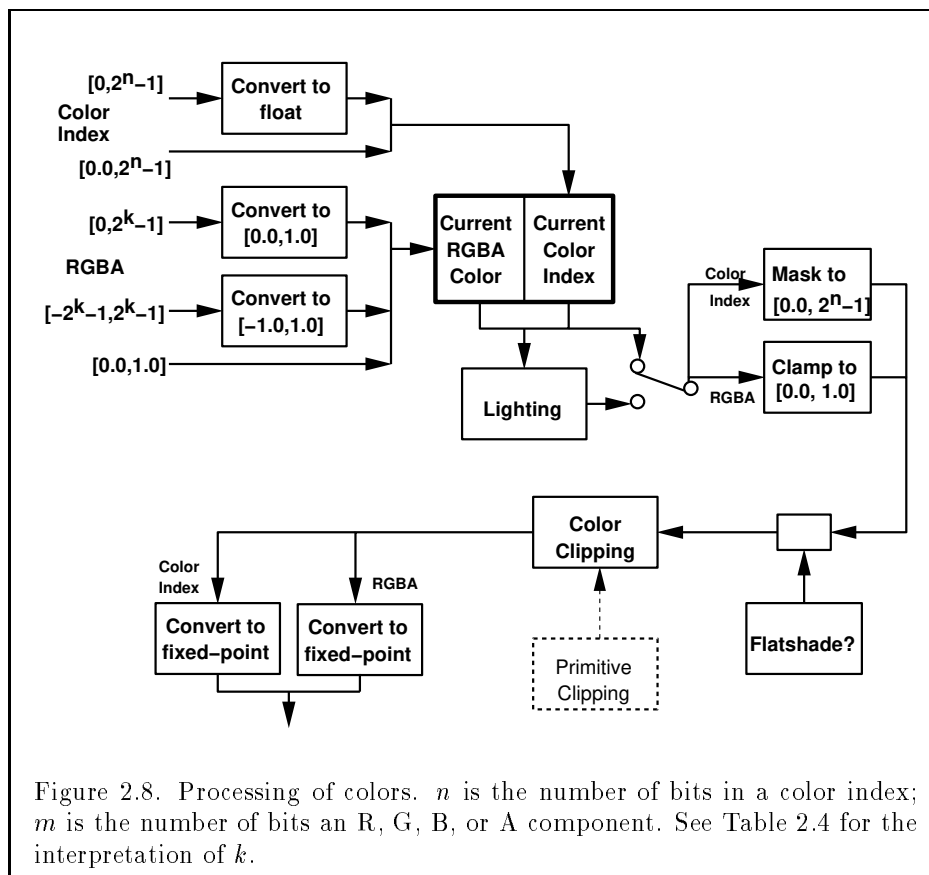 [0,2ⁿ−1]
Convert to
float
Color
Index
[0.0,2ⁿ−1]
[0,2ᵏ−1]
Convert to
[0.0,1.0]
RGBA
[−2ᵏ−1,2ᵏ−1]
Convert to
[−1.0,1.0]
[0.0,1.0]
Current
RGBA
Color
Current
Color
Index
Lighting
Color
Index
Mask to
[0.0, 2ⁿ−1]
RGBA
Clamp to
[0.0, 1.0]
Color
Clipping
Flatshade?
Primitive
Clipping
Color
Index
RGBA
Convert to
fixed−point
Convert to
fixed−point
Figure 2.8. Processing of colors. n is the number of bits in a color index;
m is the number of bits an R, G, B, or A component. See Table 2.4 for the
interpretation of k.